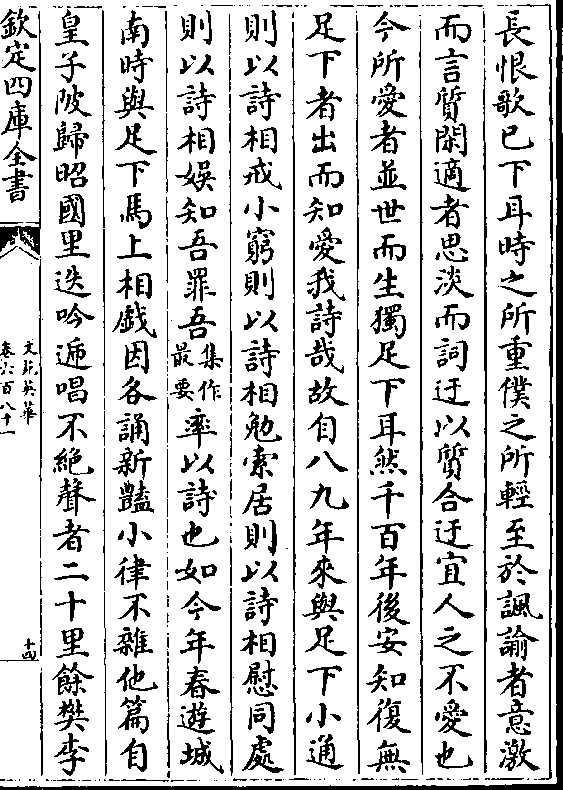 長恨歌已下耳時之所重僕之所輕至於諷諭者意激
而言質閑適者思淡而詞迂以質合迂宜人之不愛也
今所愛者並世而生獨足下耳然千百年後安知復無
足下者出而知愛我詩哉故自八九年來與足下小通
則以詩相戒小窮則以詩相勉索居則以詩相慰同處
則以詩相娯知吾罪吾集作最要率以詩也如今年春遊城
南時與足下馬上相戯因各誦新豔小律不雜他篇自
皇子陂歸昭國里迭吟遞唱不絕聲者二十里餘樊李
欽定四庫全書
文苑英華
卷六百八十一
十四